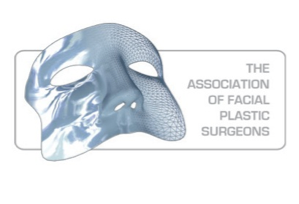 THE
ASSOCIATION
OF FACIAL
PLASTIC
SURGEONS